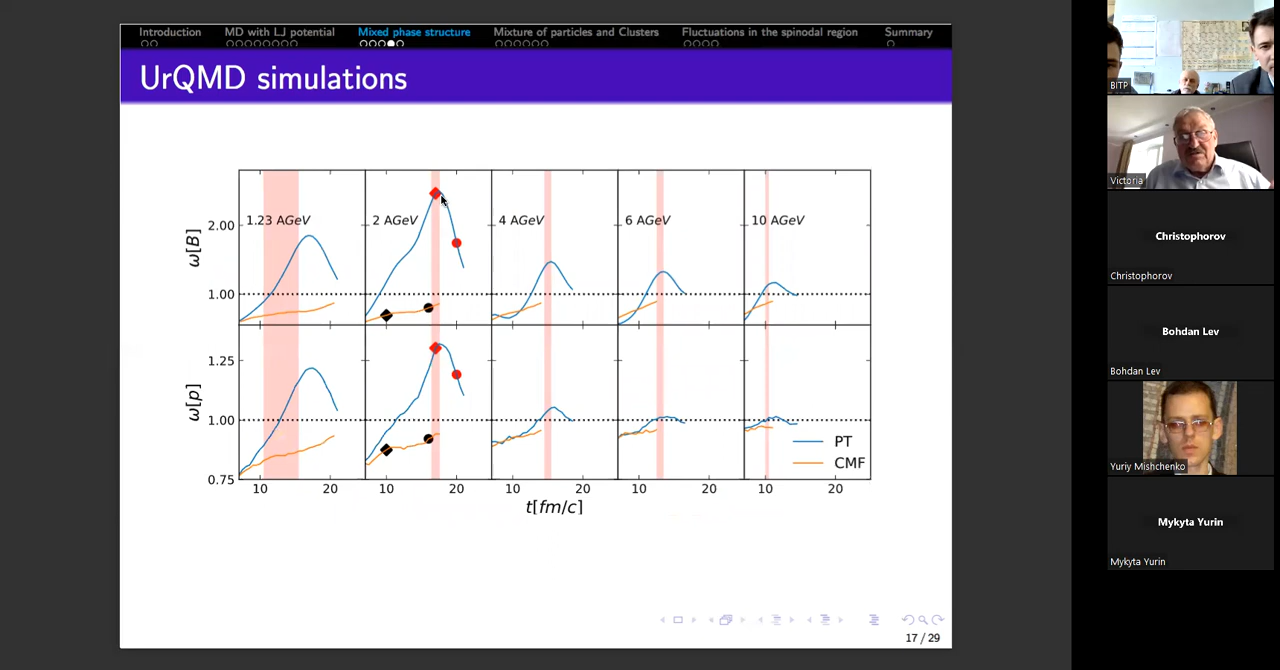 Introduction MD with LJ potential Mixed phase structure Mixture of particles and Clusters Fluctuations in the spinodal region Summary
UrQMD simulations
ω[B]
2.00
1.00
1.23 AGeV
2 AGeV
4 AGeV
6 AGeV
10 AGeV
ω[p]
1.25
1.00
0.75
PT
CMF
10 20 10 20 10 20 10 20 10 20
t[fm/c]
17 / 29
BITP
Victoria
Christophorov
Christophorov
Bohdan Lev
Bohdan Lev
Yuriy Mishchenko
Mykyta Yurin
Mykyta Yurin